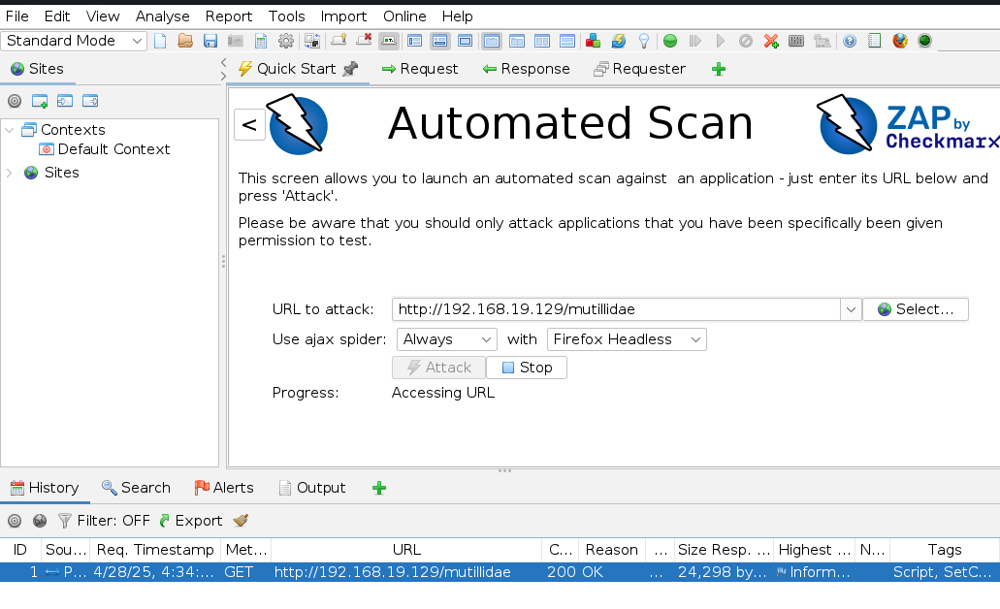 File Edit View Analyse Report Tools Import Online Help
Standard Mode
Sites
Quick Start Request Response Requester
< Automated Scan ZAP by Checkmarx
Contexts
Default Context
Sites
This screen allows you to launch an automated scan against an application - just enter its URL below and
press 'Attack'.
Please be aware that you should only attack applications that you have been specifically been given
permission to test.
URL to attack: http://192.168.19.129/mutillidae Select...
Use ajax spider: Always with Firefox Headless
Attack Stop
Progress: Accessing URL
History Search Alerts Output
Filter: OFF Export
ID Sou... Req. Timestamp Met... URL C... Reason ... Size Resp. ... Highest ... N... Tags
1 P... 4/28/25, 4:34:... GET http://192.168.19.129/mutillidae 200 OK ... 24,298 by... Inform... Script, SetC...